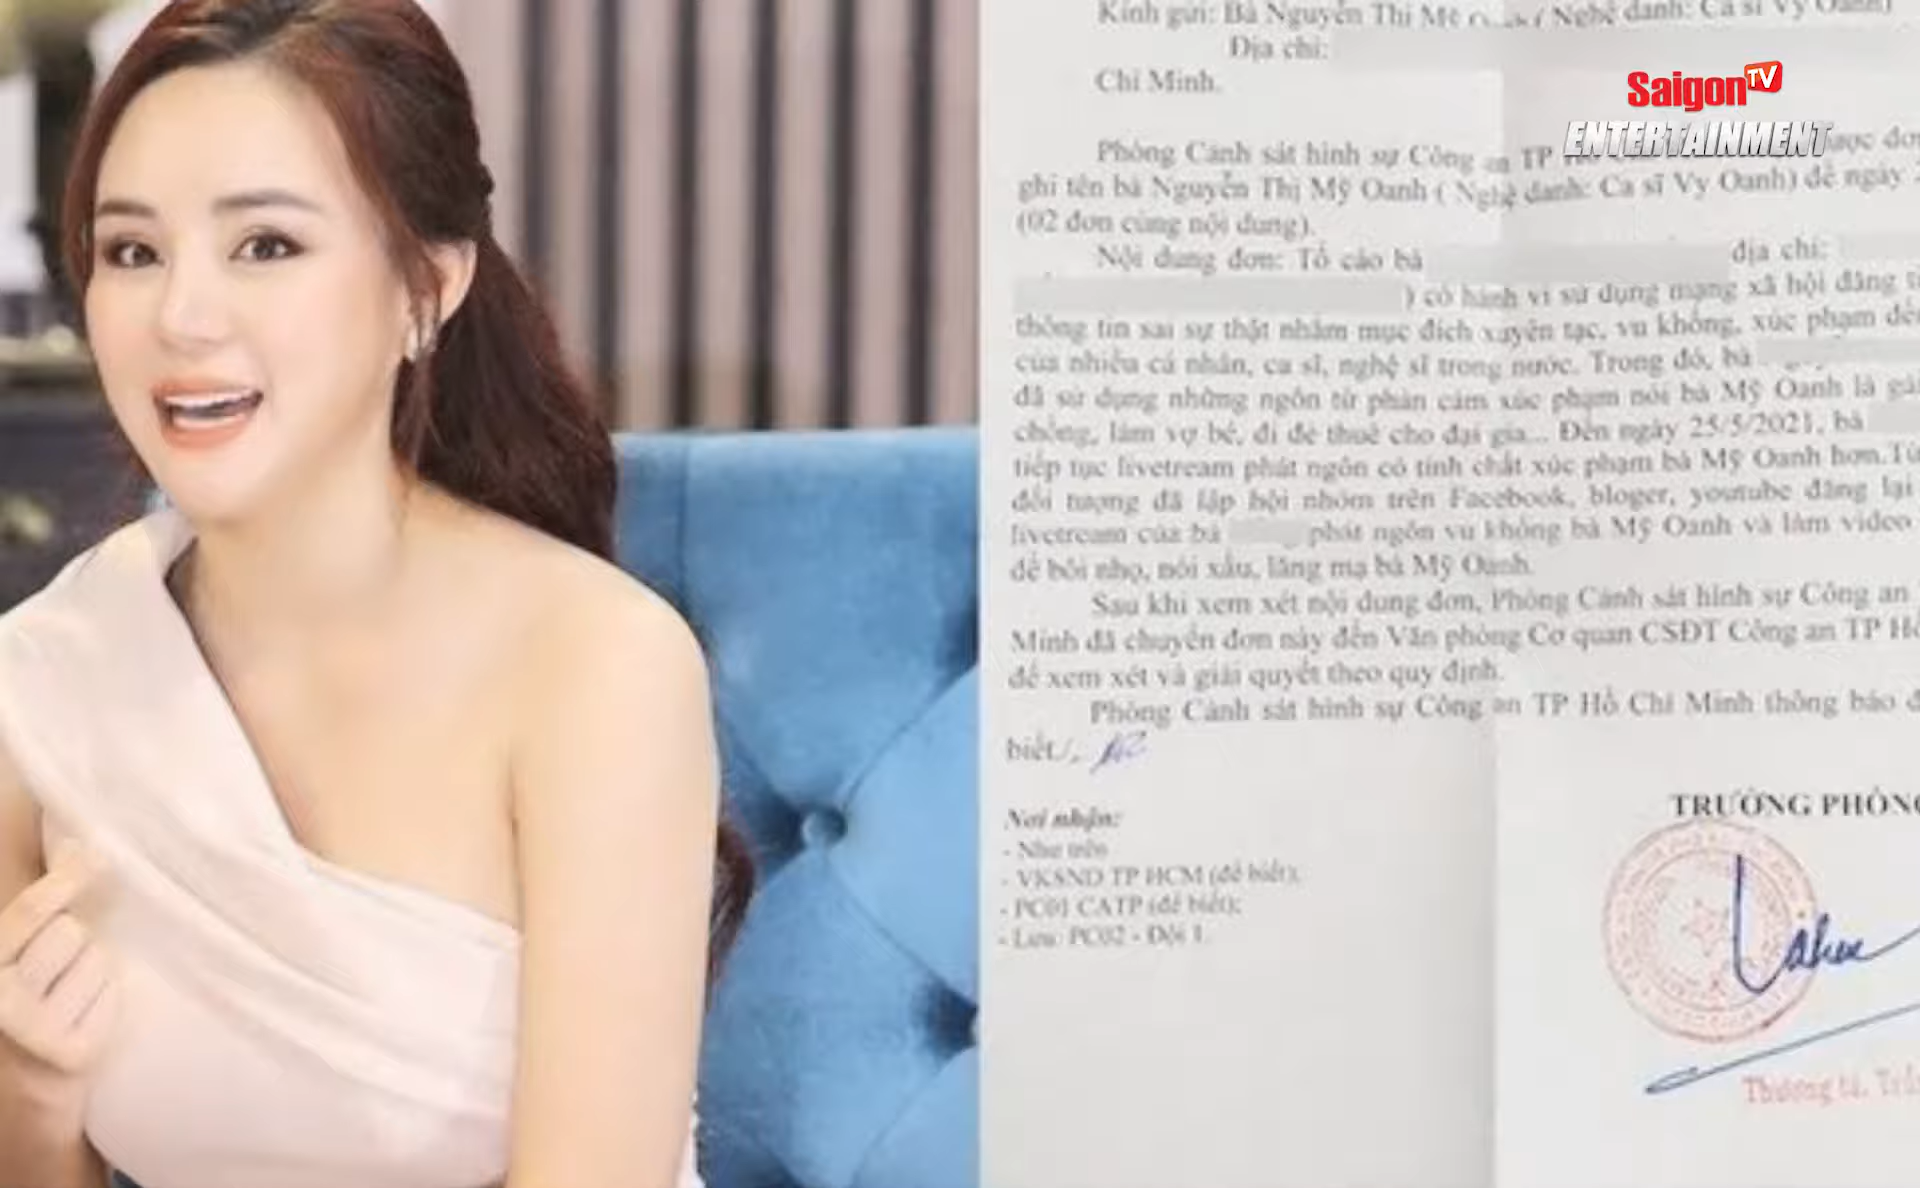 Kính gửi: Bà Nguyễn Thị Mỹ Oanh ( Nghệ danh: Ca sĩ Vy Oanh)
Địa chỉ:
Chí Minh.
Saigon TV
ENTERTAINMENT
Phòng Cảnh sát hình sự Công an TP đơn
ghi tên bà Nguyễn Thị Mỹ Oanh ( Nghệ danh: Ca sĩ Vy Oanh) đề ngày
(02 đơn cùng nội dung).
Nội dung đơn: Tố cáo bà địa chỉ:
) có hành vi sử dụng mạng xã hội đăng
thông tin sai sự thật nhằm mục đích xuyên tạc, vu khống, xúc phạm đến
của nhiều cá nhân, ca sĩ, nghệ sĩ trong nước. Trong đó, bà
đã sử dụng những ngôn từ phản cảm xúc phạm nói bà Mỹ Oanh là
chồng, làm vợ bé, đi đẻ thuê cho đại gia... Đến ngày 25/5/2021, bà
tiếp tục livetream phát ngôn có tính chất xúc phạm bà Mỹ Oanh hơn.
đối tượng đã lập hội nhóm trên Facebook, bloger, youtube đăng lại
livetream của bà phát ngôn vu khống bà Mỹ Oanh và làm video
để bôi nhọ, nói xấu, lăng mạ bà Mỹ Oanh.
Sau khi xem xét nội dung đơn, Phòng Cảnh sát hình sự Công an
Minh đã chuyển đơn này đến Văn phòng Cơ quan CSĐT Công an TP Hồ
để xem xét và giải quyết theo quy định.
Phòng Cảnh sát hình sự Công an TP Hồ Chí Minh thông báo
biết./.
Nơi nhận:
- Như trên
- VKSND TP HCM (để biết);
- PC01 CATP (để biết);
- Lưu: PC02 - Đội 1.
TRƯỞNG PHÒNG
Thượng tá.